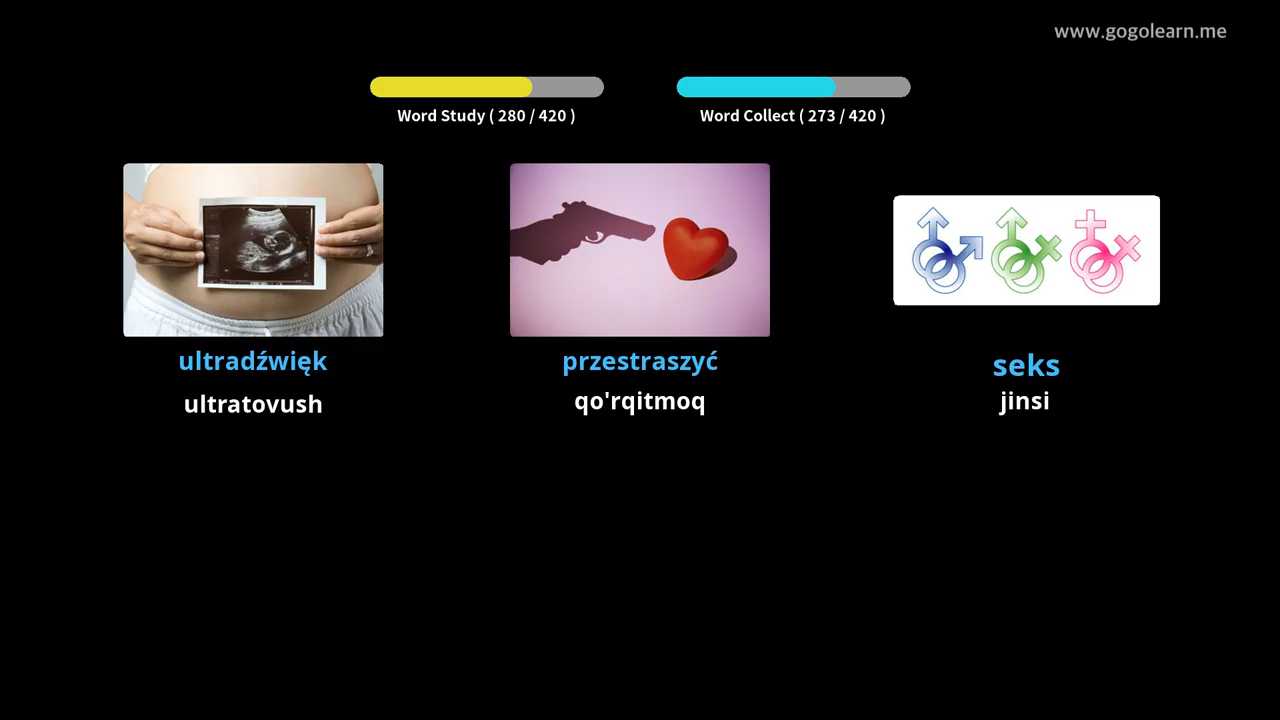 www.gogolearn.me
Word Study ( 280 / 420 )
Word Collect ( 273 / 420 )
ultradźwięk
przestraszyć
seks
ultratovush
qo'rqitmoq
jinsi